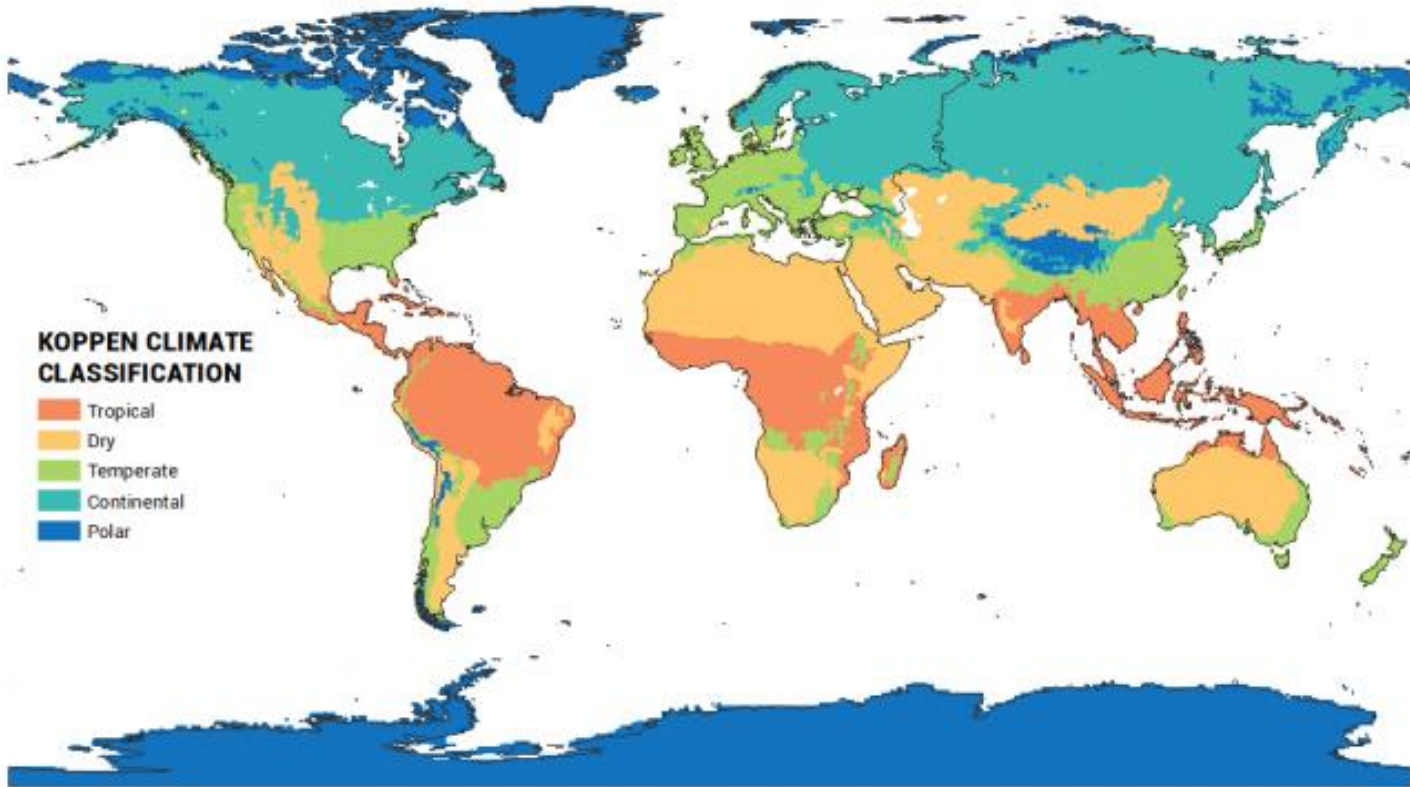 KOPPEN CLIMATE
CLASSIFICATION
Tropical
Dry
Temperate
Continental
Polar